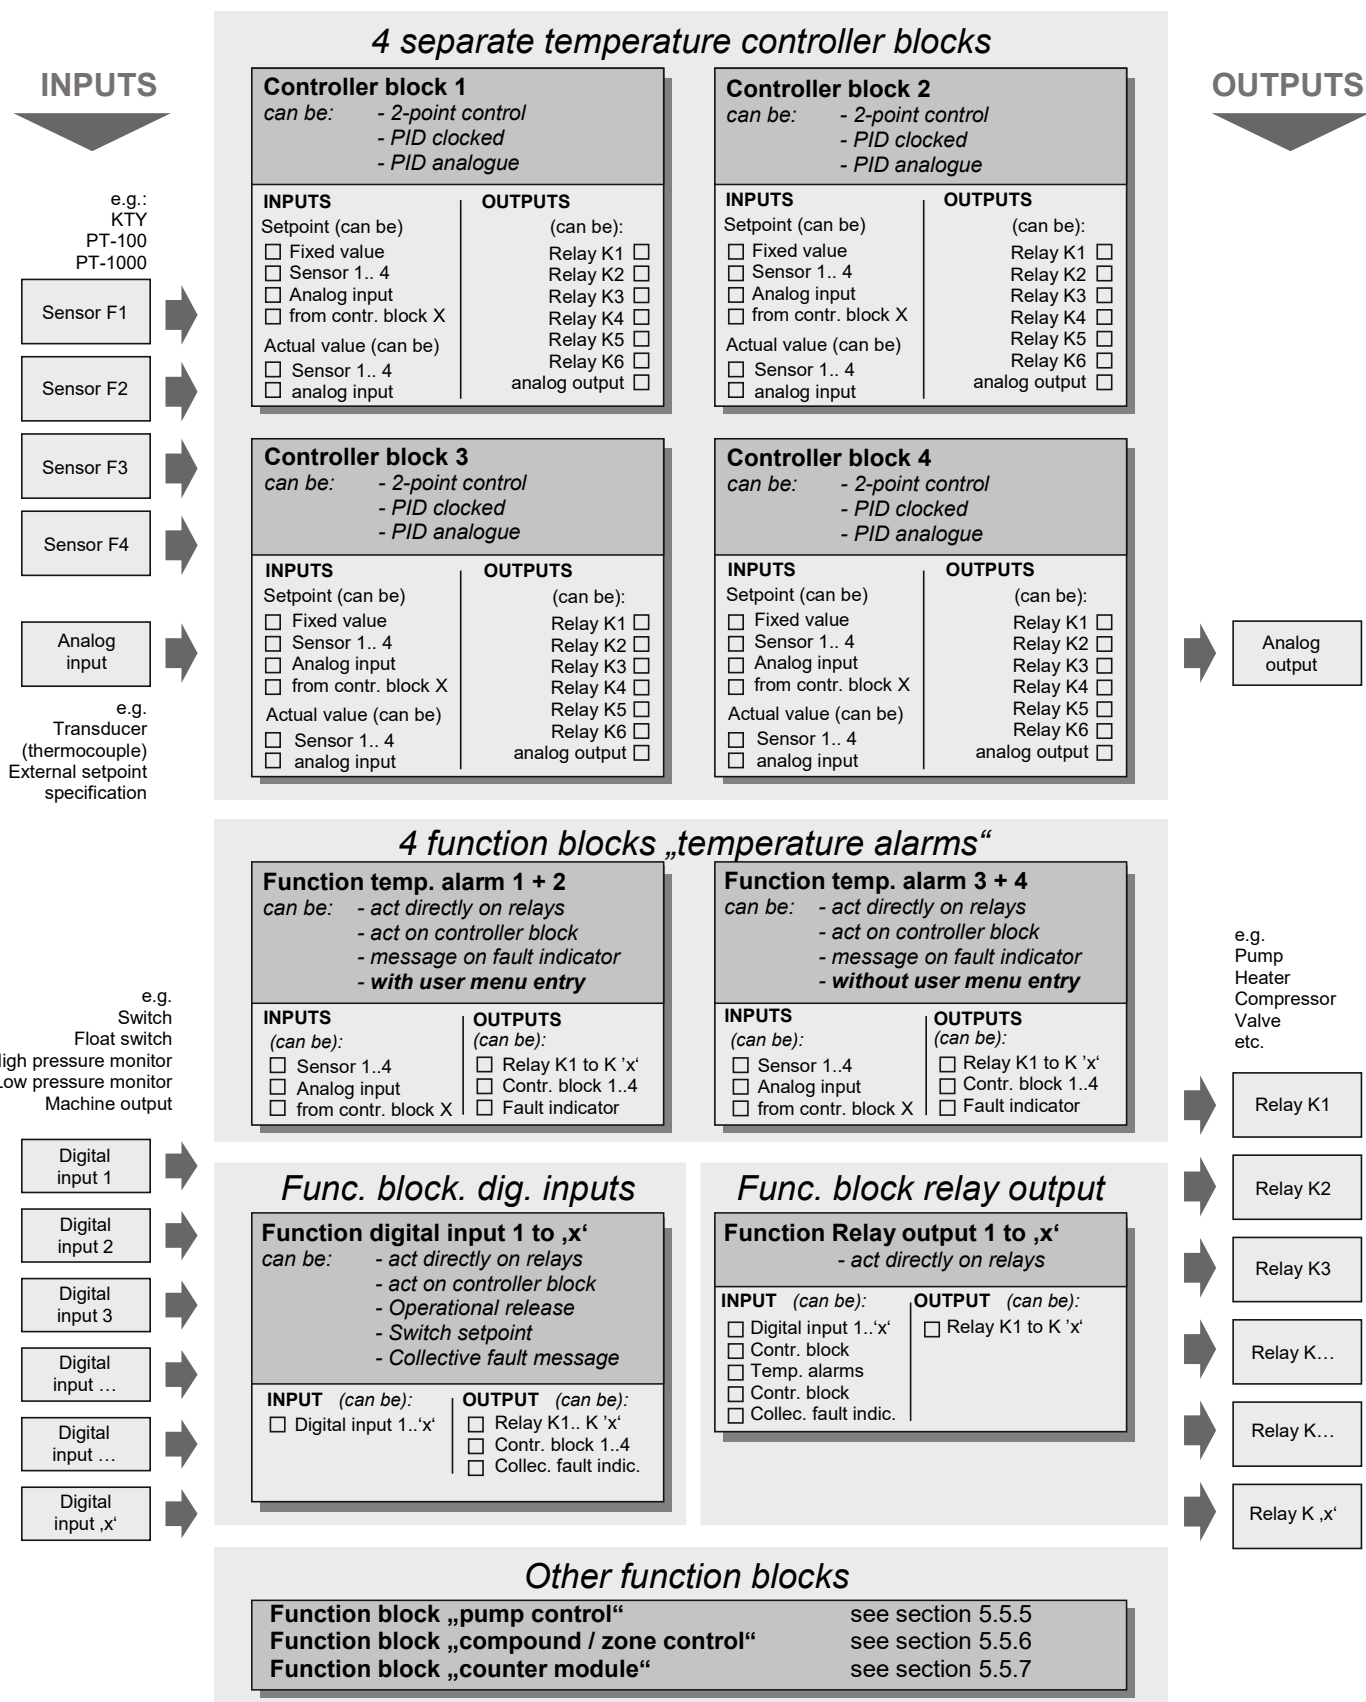 4 separate temperature controller blocks
INPUTS
OUTPUTS
e.g.:
KTY
PT-100
PT-1000
Sensor F1
Sensor F2
Sensor F3
Sensor F4
Analog
input
e.g.
Transducer
(thermocouple)
External setpoint
specification
Controller block 1
can be: - 2-point control
- PID clocked
- PID analogue
INPUTS
Setpoint (can be)
Fixed value
Sensor 1.. 4
Analog input
from contr. block X
Actual value (can be)
Sensor 1.. 4
analog input
OUTPUTS
(can be):
Relay K1
Relay K2
Relay K3
Relay K4
Relay K5
Relay K6
analog output
Controller block 2
can be: - 2-point control
- PID clocked
- PID analogue
INPUTS
Setpoint (can be)
Fixed value
Sensor 1.. 4
Analog input
from contr. block X
Actual value (can be)
Sensor 1.. 4
analog input
OUTPUTS
(can be):
Relay K1
Relay K2
Relay K3
Relay K4
Relay K5
Relay K6
analog output
Controller block 3
can be: - 2-point control
- PID clocked
- PID analogue
INPUTS
Setpoint (can be)
Fixed value
Sensor 1.. 4
Analog input
from contr. block X
Actual value (can be)
Sensor 1.. 4
analog input
OUTPUTS
(can be):
Relay K1
Relay K2
Relay K3
Relay K4
Relay K5
Relay K6
analog output
Controller block 4
can be: - 2-point control
- PID clocked
- PID analogue
INPUTS
Setpoint (can be)
Fixed value
Sensor 1.. 4
Analog input
from contr. block X
Actual value (can be)
Sensor 1.. 4
analog input
OUTPUTS
(can be):
Relay K1
Relay K2
Relay K3
Relay K4
Relay K5
Relay K6
analog output
Analog
output
4 function blocks „temperature alarms“
Function temp. alarm 1 + 2
can be: - act directly on relays
- act on controller block
- message on fault indicator
- with user menu entry
INPUTS
(can be):
Sensor 1..4
Analog input
from contr. block X
OUTPUTS
(can be):
Relay K1 to K ’x‘
Contr. block 1..4
Fault indicator
Function temp. alarm 3 + 4
can be: - act directly on relays
- act on controller block
- message on fault indicator
- without user menu entry
INPUTS
(can be):
Sensor 1..4
Analog input
from contr. block X
OUTPUTS
(can be):
Relay K1 to K ’x‘
Contr. block 1..4
Fault indicator
e.g.
Switch
Float switch
pressure monitor
pressure monitor
Machine output
Digital
input 1
Digital
input 2
Digital
input 3
Digital
input …
Digital
input …
Digital
input ‚x‘
Func. block. dig. inputs
Function digital input 1 to ‚x‘
can be: - act directly on relays
- act on controller block
- Operational release
- Switch setpoint
- Collective fault message
INPUT (can be):
Digital input 1..‘x‘
OUTPUT (can be):
Relay K1.. K ’x‘
Contr. block 1..4
Collec. fault indic.
Func. block relay output
Function Relay output 1 to ‚x‘
- act directly on relays
INPUT (can be):
Digital input 1..‘x‘
Contr. block
Temp. alarms
Contr. block
Collec. fault indic.
OUTPUT (can be):
Relay K1 to K ’x‘
e.g.
Pump
Heater
Compressor
Valve
etc.
Relay K1
Relay K2
Relay K3
Relay K…
Relay K…
Relay K ‚x‘
Other function blocks
Function block „pump control“ see section 5.5.5
Function block „compound / zone control“ see section 5.5.6
Function block „counter module“ see section 5.5.7